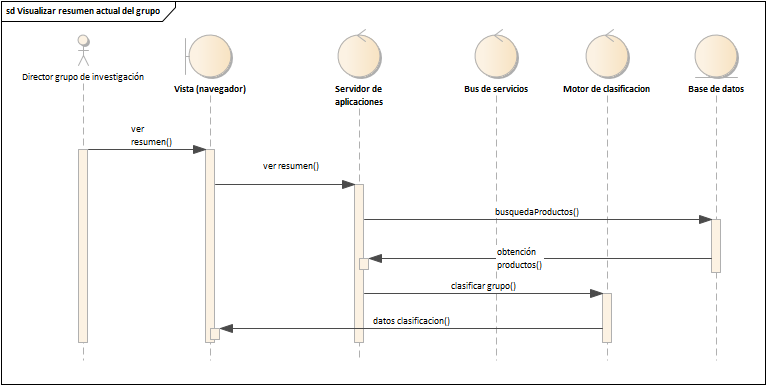 sd Visualizar resumen actual del grupo
Director grupo de investigación
Vista (navegador)
Servidor de
aplicaciones
Bus de servicios
Motor de clasificacion
Base de datos
ver
resumen()
ver resumen()
busquedaProductos()
obtención
productos()
clasificar grupo()
datos clasificacion()